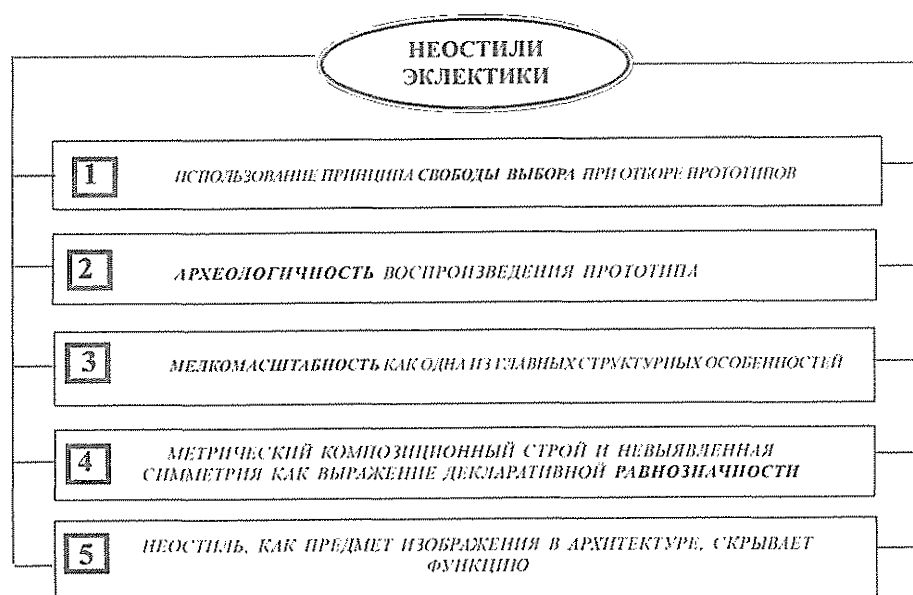 НЕОСТИЛИ
ЭКЛЕКТИКИ
1
ИСПОЛЬЗОВАНИЕ ПРИНЦИПА СВОБОДЫ ВЫБОРА ПРИ ОТБОРЕ ПРОТОТИПОВ
2
АРХЕОЛОГИЧНОСТЬ ВОСПРОИЗВЕДЕНИЯ ПРОТОТИПА
3
МЕЛКОМАСШТАБНОСТЬ КАК ОДНА ИЗ ГЛАВНЫХ СТРУКТУРНЫХ ОСОБЕННОСТЕЙ
4
МЕТРИЧЕСКИЙ КОМПОЗИЦИОННЫЙ СТРОЙ И НЕВЫЯВЛЕННАЯ
СИММЕТРИЯ КАК ВЫРАЖЕНИЕ ДЕКЛАРАТИВНОЙ РАВНОЗНАЧНОСТИ
5
НЕОСТИЛЬ, КАК ПРЕДМЕТ ИЗОБРАЖЕНИЯ В АРХИТЕКТУРЕ, СКРЫВАЕТ
ФУНКЦИЮ